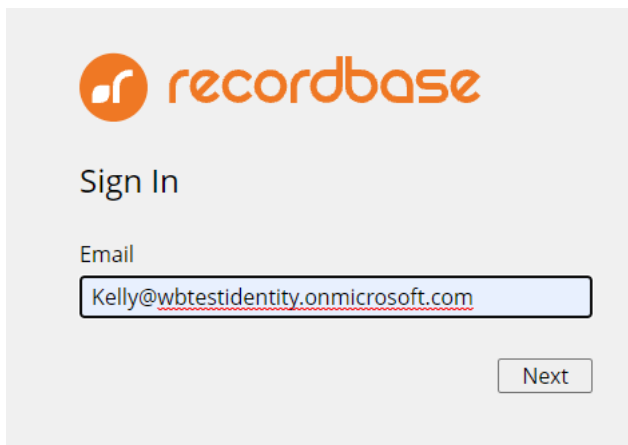 recordbase
Sign In
Email
Kelly@wbtestidentity.onmicrosoft.com
Next